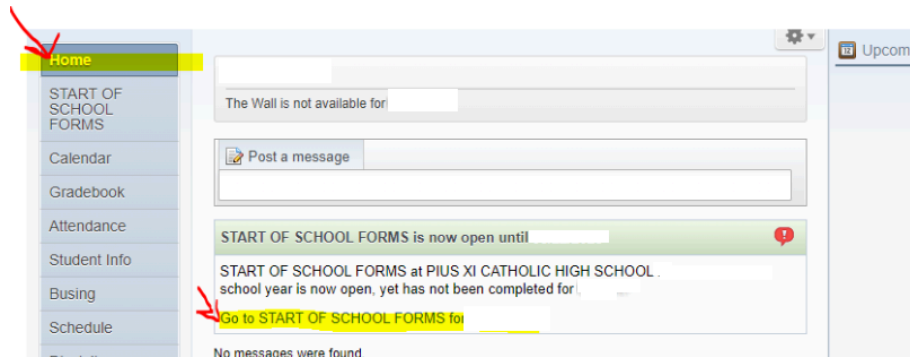 Home
START OF
SCHOOL
FORMS
Calendar
Gradebook
Attendance
Student Info
Busing
Schedule
The Wall is not available for
Post a message
START OF SCHOOL FORMS is now open until
START OF SCHOOL FORMS at PIUS XI CATHOLIC HIGH SCHOOL .
school year is now open, yet has not been completed for
Go to START OF SCHOOL FORMS for
No messages were found
12 Upcom